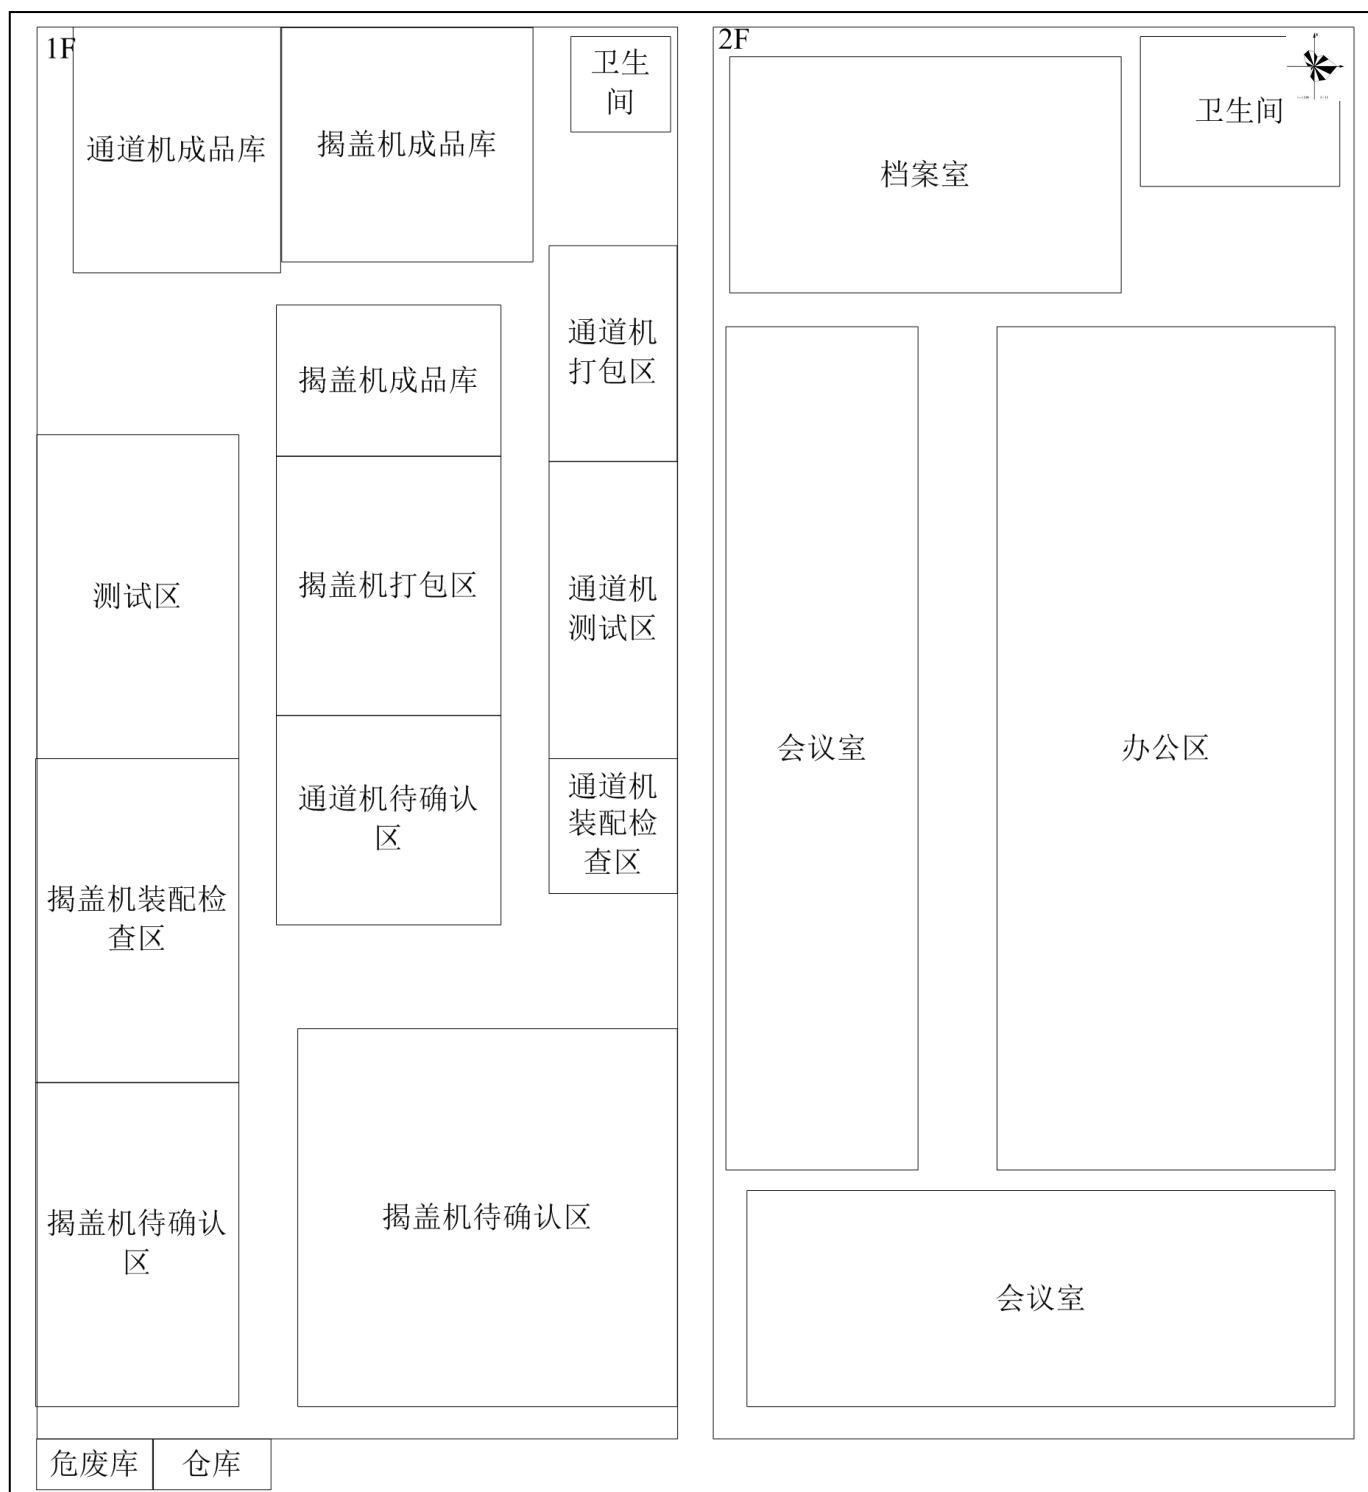 1F
卫生
间
通道机成品库
揭盖机成品库
通道机
打包区
揭盖机成品库
测试区
揭盖机打包区
通道机
测试区
通道机待确认
区
通道机
装配检
查区
揭盖机装配检
查区
揭盖机待确认
区
揭盖机待确认区
危废库
仓库
2F
档案室
卫生间
会议室
办公区
会议室